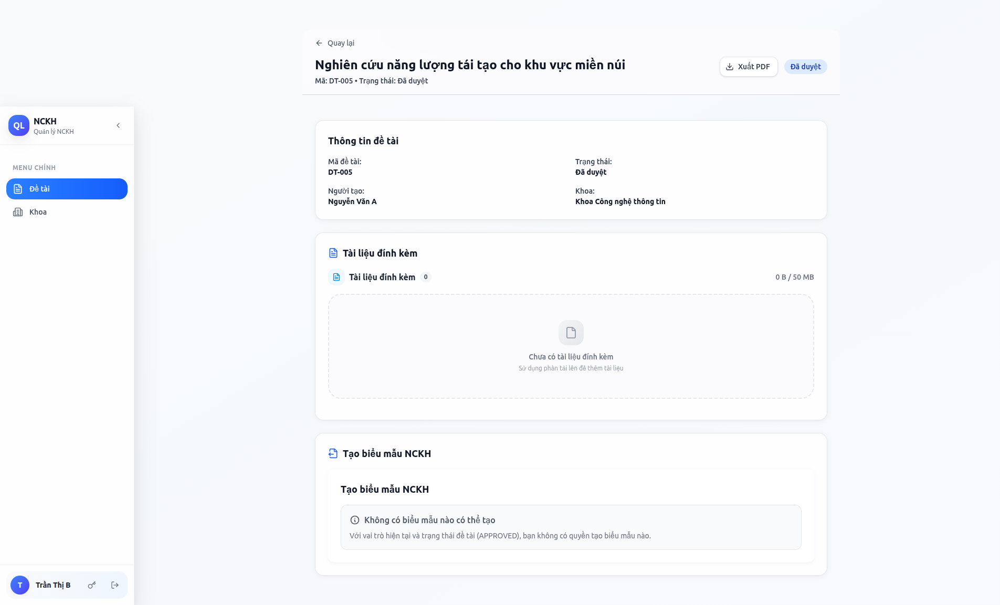 Quay lại
Nghiên cứu năng lượng tái tạo cho khu vực miền núi
Mã: DT-005 • Trạng thái: Đã duyệt
Xuất PDF
Đã duyệt
QL
NCKH
Quản lý NCKH
MENU CHÍNH
Đề tài
Khoa
Thông tin đề tài
Mã đề tài:
DT-005
Trạng thái:
Đã duyệt
Người tạo:
Nguyễn Văn A
Khoa:
Khoa Công nghệ thông tin
Tài liệu đính kèm
Tài liệu đính kèm 0
0 B / 50 MB
Chưa có tài liệu đính kèm
Sử dụng phần tải lên để thêm tài liệu
Tạo biểu mẫu NCKH
Tạo biểu mẫu NCKH
Không có biểu mẫu nào có thể tạo
Với vai trò hiện tại và trạng thái đề tài (APPROVED), bạn không có quyền tạo biểu mẫu nào.
T
Trần Thị B